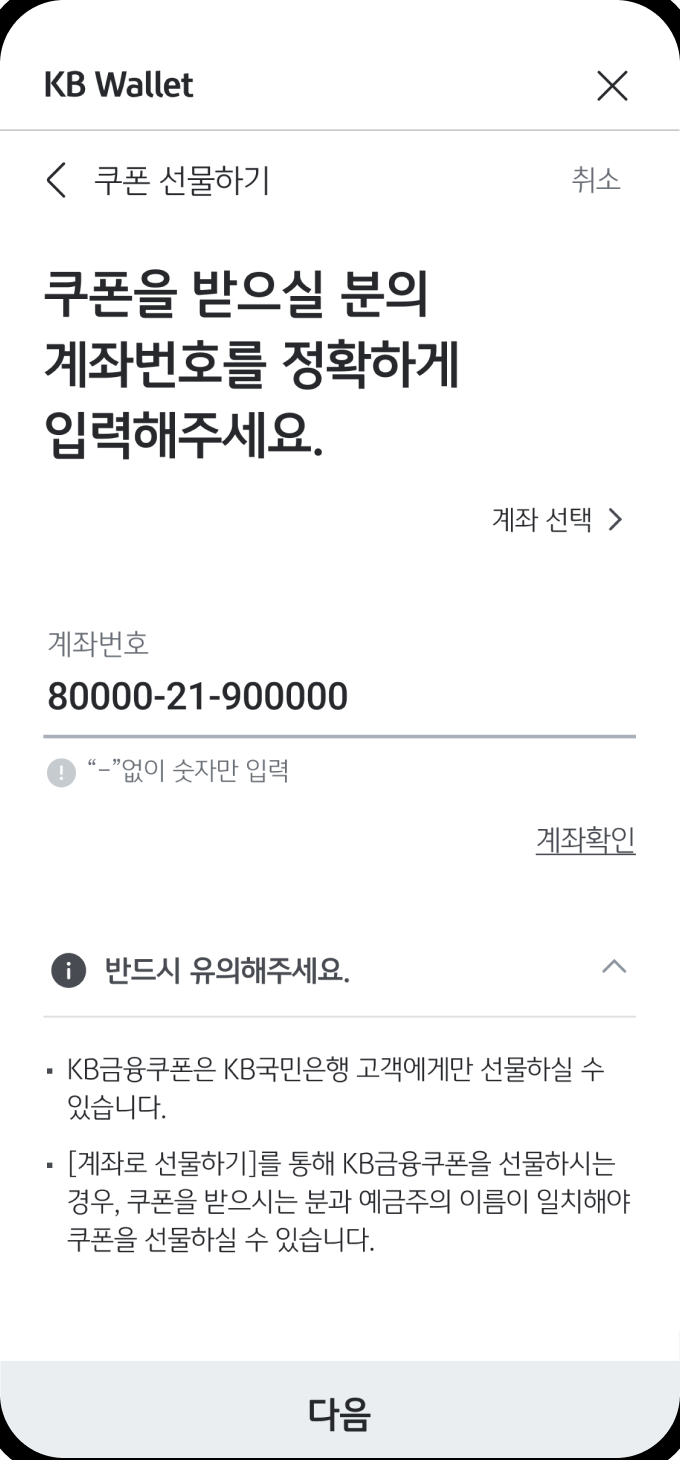 KB Wallet
쿠폰 선물하기 취소
쿠폰을 받으실 분의
계좌번호를 정확하게
입력해주세요.
계좌 선택
계좌번호
80000-21-900000
“-”없이 숫자만 입력
계좌확인
반드시 유의해주세요.
KB금융쿠폰은 KB국민은행 고객에게만 선물하실 수
있습니다.
[계좌로 선물하기]를 통해 KB금융쿠폰을 선물하시는
경우, 쿠폰을 받으시는 분과 예금주의 이름이 일치해야
쿠폰을 선물하실 수 있습니다.
다음